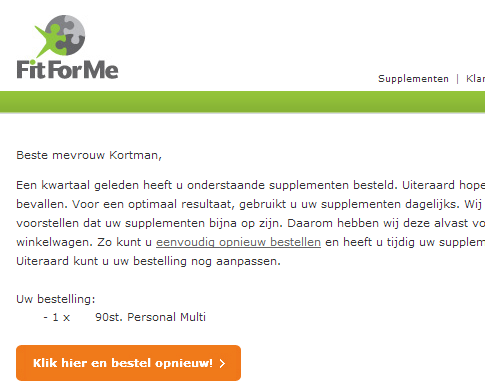 FitForMe
Supplementen | Klan
Beste mevrouw Kortman,
Een kwartaal geleden heeft u onderstaande supplementen besteld. Uiteraard hope
bevallen. Voor een optimaal resultaat, gebruikt u uw supplementen dagelijks. Wij
voorstellen dat uw supplementen bijna op zijn. Daarom hebben wij deze alvast vo
winkelwagen. Zo kunt u eenvoudig opnieuw bestellen en heeft u tijdig uw supplem
Uiteraard kunt u uw bestelling nog aanpassen.
Uw bestelling:
- 1 x 90st. Personal Multi
Klik hier en bestel opnieuw! >